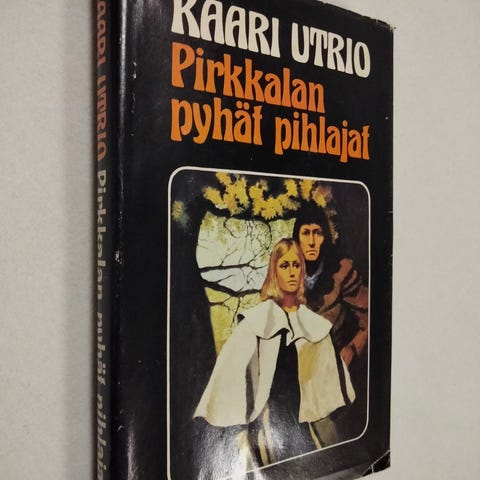 KAARI UTRIO
Pirkkalan
pyhät pihlajat
KAARI UTRIO Pirkkalan pyhät pihlajat